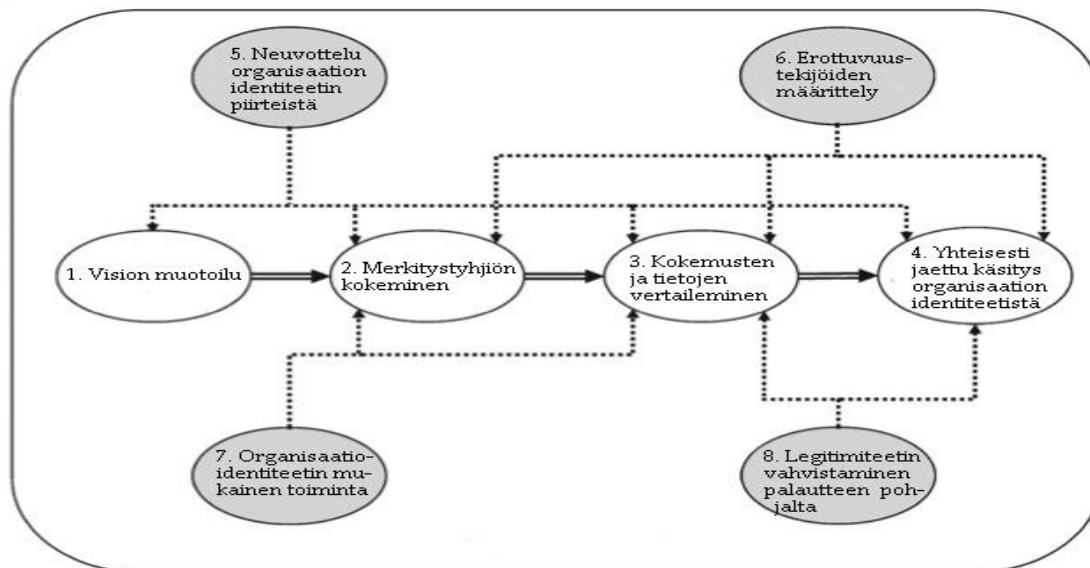 5. Neuvottelu
organisaation
identiteetin
piirteistä
6. Erottuvuus-
tekijöiden
määrittely
1. Vision muotoilu
2. Merkitystyhjiön
kokeminen
3. Kokemusten
ja tietojen
vertaileminen
4. Yhteisesti
jaettu käsitys
organisaation
identiteetistä
7. Organisaatio-
identiteetin mu-
kainen toiminta
8. Legitimiteetin
vahvistaminen
palautteen poh-
jalta